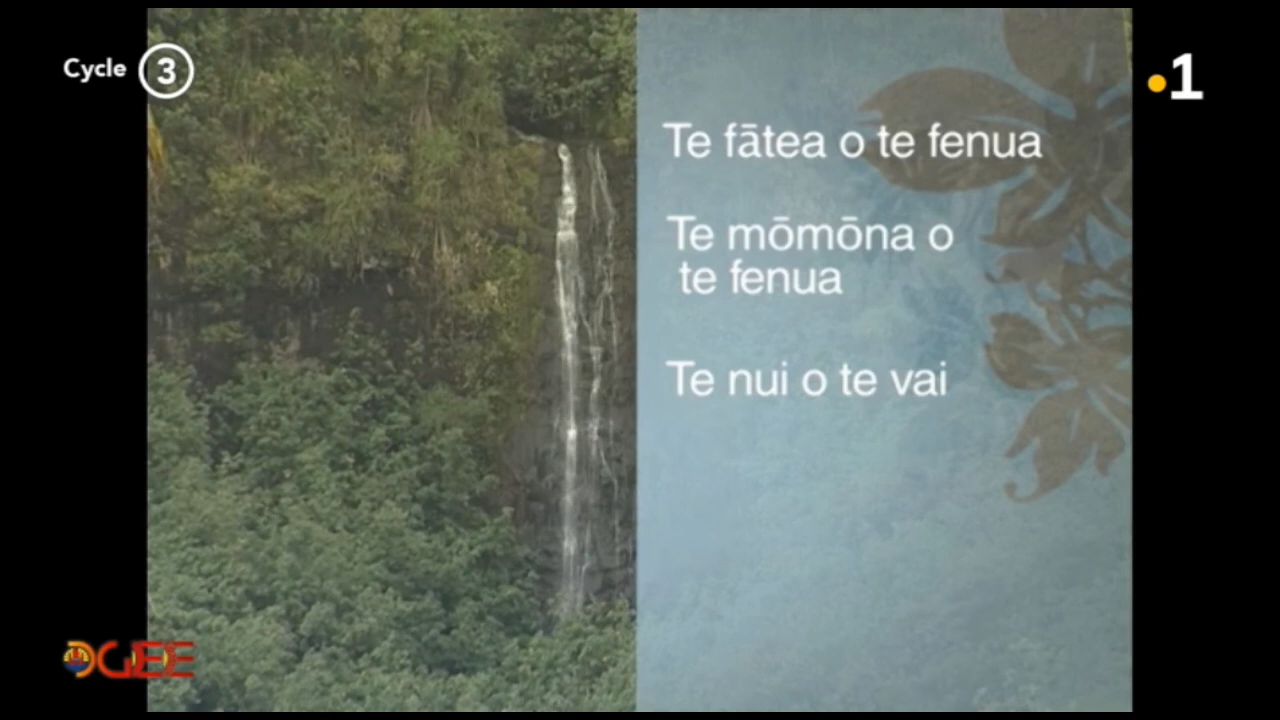 Cycle 3
1
Te fātea o te fenua
Te mōmōna o
te fenua
Te nui o te vai
DGEE